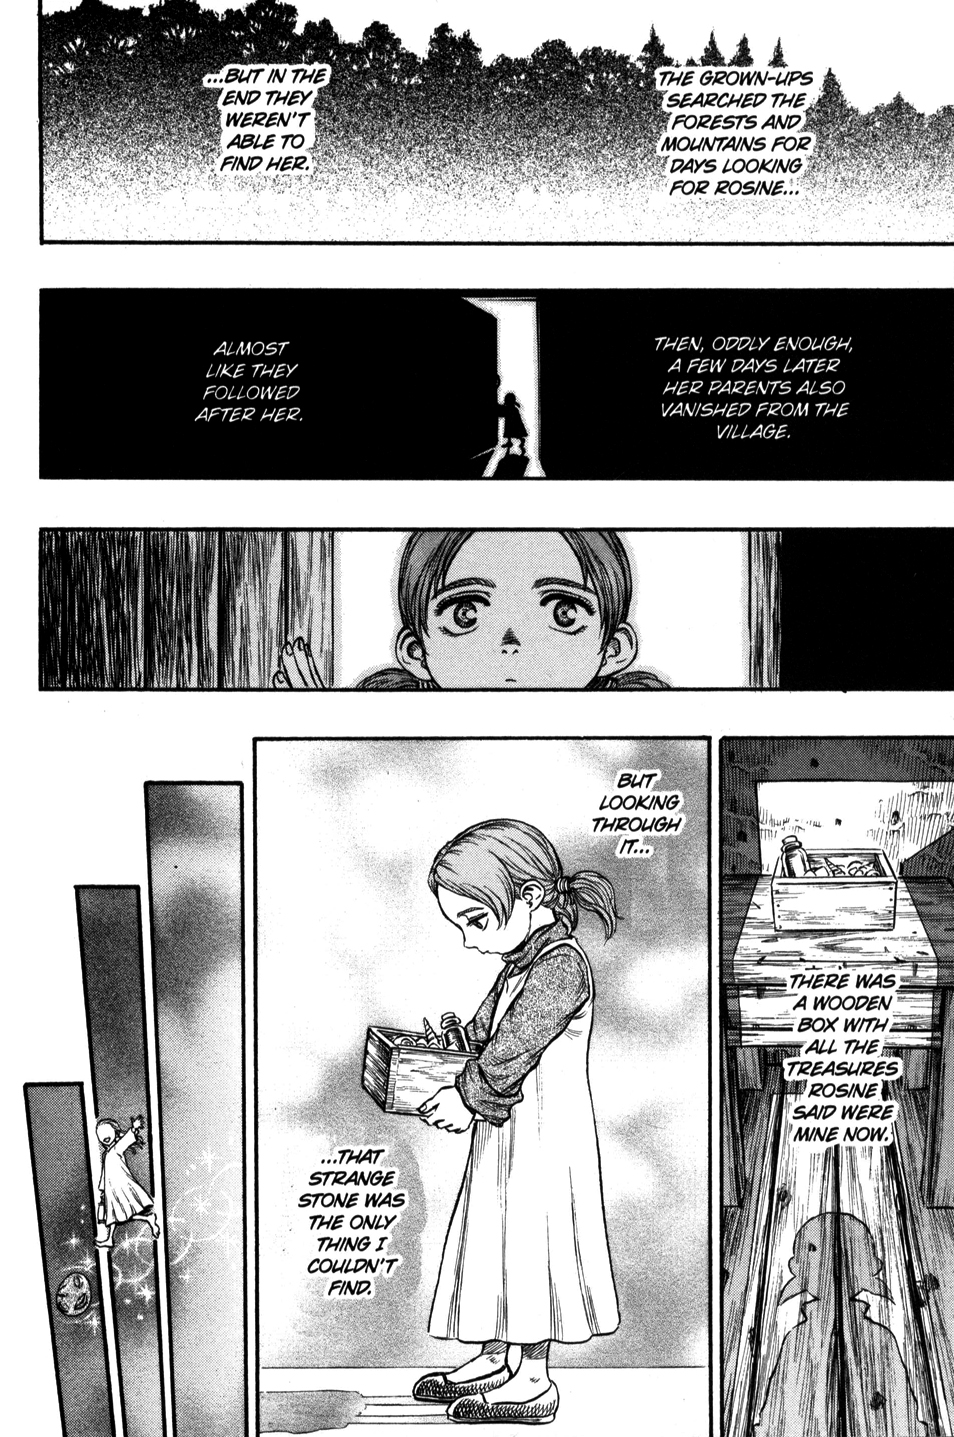 THE GROWN-UPS
SEARCHED THE
FORESTS AND
MOUNTAINS FOR
DAYS LOOKING
FOR ROSINE...
...BUT IN THE
END THEY
WEREN'T
ABLE TO
FIND HER.
THEN, ODDLY ENOUGH,
A FEW DAYS LATER
HER PARENTS ALSO
VANISHED FROM THE
VILLAGE.
ALMOST
LIKE THEY
FOLLOWED
AFTER HER.
THERE WAS
A WOODEN
BOX WITH
ALL THE
TREASURES
ROSINE
SAID WERE
MINE NOW.
BUT
LOOKING
THROUGH
IT...
...THAT
STRANGE
STONE WAS
THE ONLY
THING I
COULDN'T
FIND.